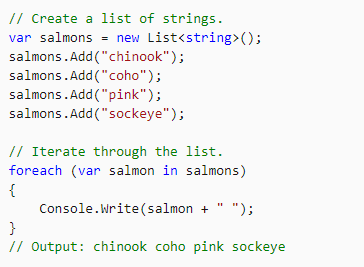 // Create a list of strings.
var salmons = new List<string>();
salmons.Add("chinook");
salmons.Add("coho");
salmons.Add("pink");
salmons.Add("sockeye");

// Iterate through the list.
foreach (var salmon in salmons)
{
    Console.Write(salmon + " ");
}
// Output: chinook coho pink sockeye